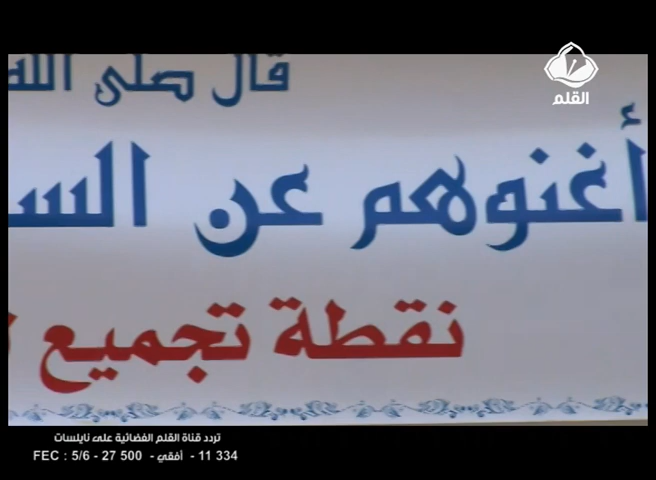 القلم
قال صلى الله
أغنوهم عن
نقطة تجميع
تردد قناة القلم الفضائية على نايلسات
11 334 - أفقي - 27 500 - FEC : 5/6